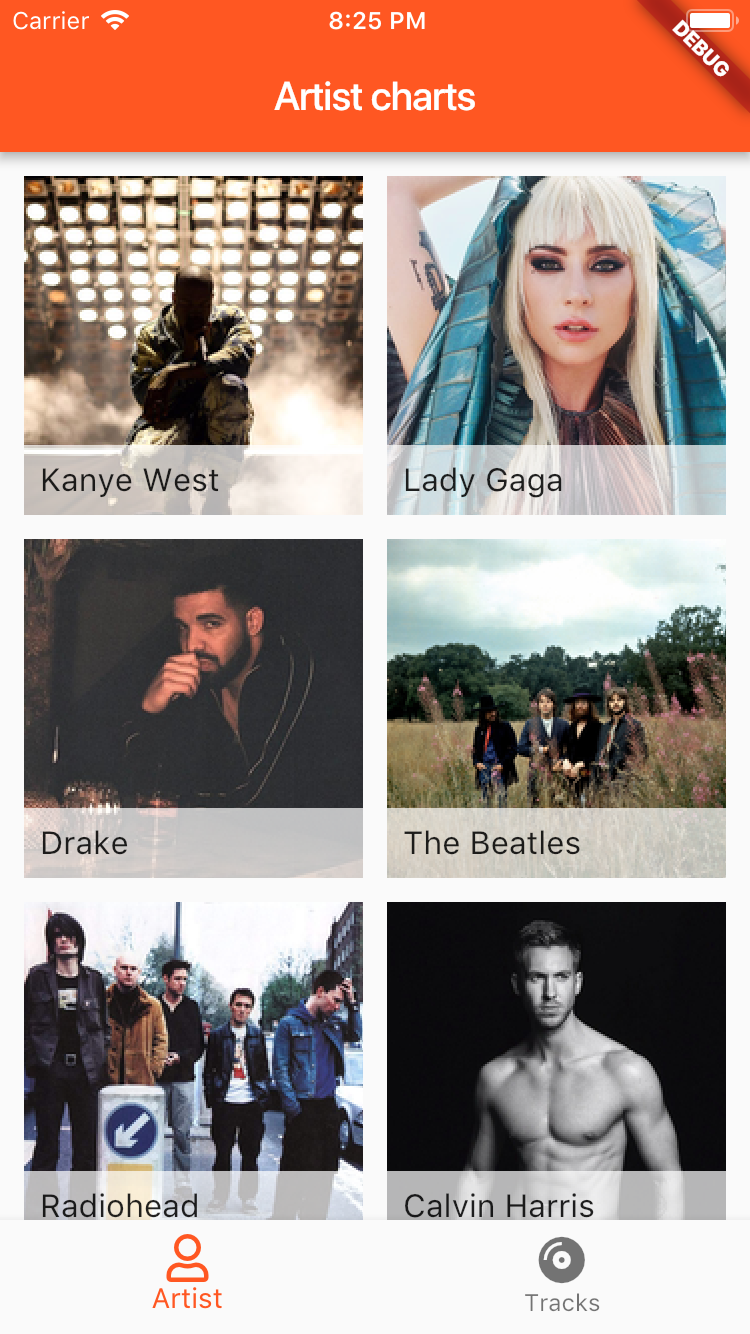 Carrier 8:25 PM
DEBUG
Artist charts
Kanye West
Lady Gaga
Drake
The Beatles
Radiohead
Calvin Harris
Artist
Tracks